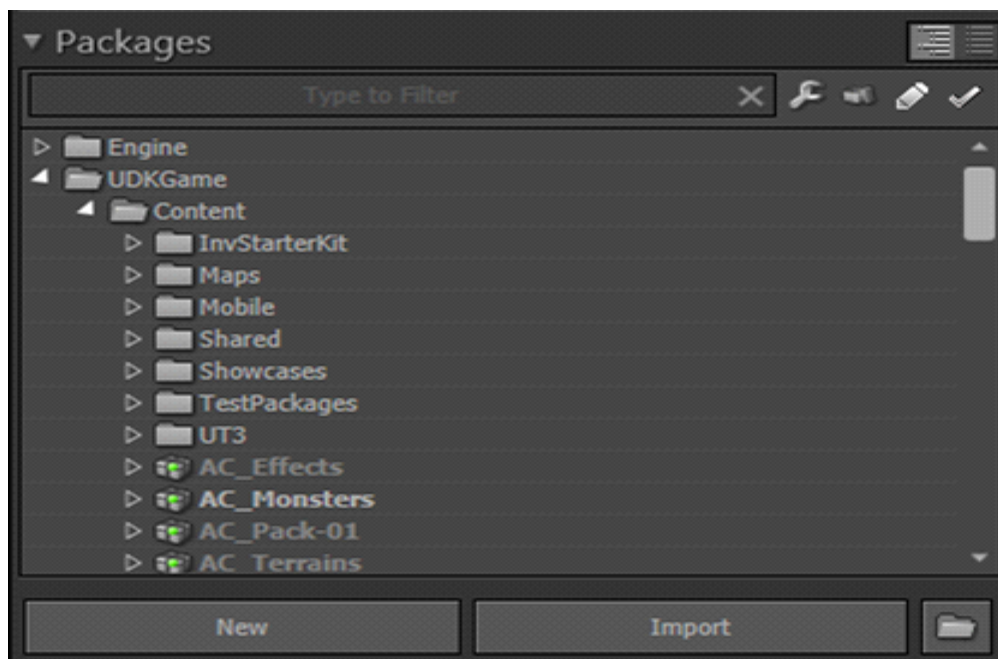 Packages
Type to Filter
Engine
UDKGame
Content
InvStarterKit
Maps
Mobile
Shared
Showcases
TestPackages
UT3
AC_Effects
AC_Monsters
AC_Pack-01
AC_Terrains
New Import